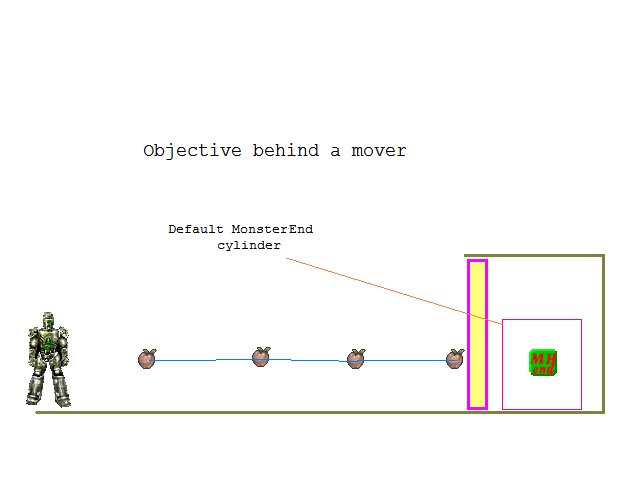 Objective behind a mover
Default MonsterEnd
cylinder
MH
end